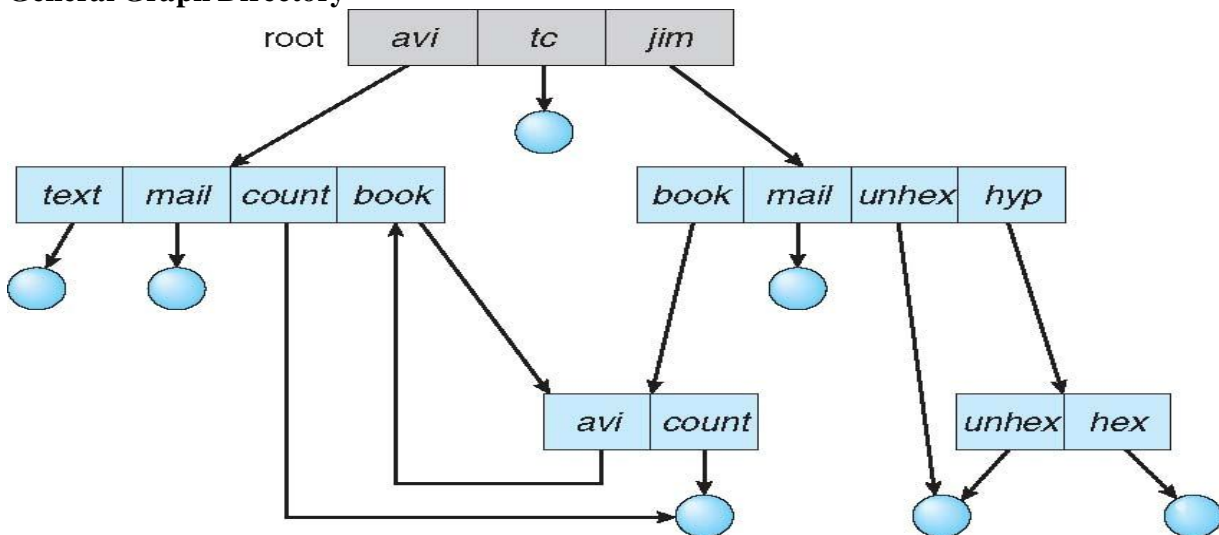 General Graph Directory
root avi tc jim
text mail count book book mail unhex hyp
avi count unhex hex